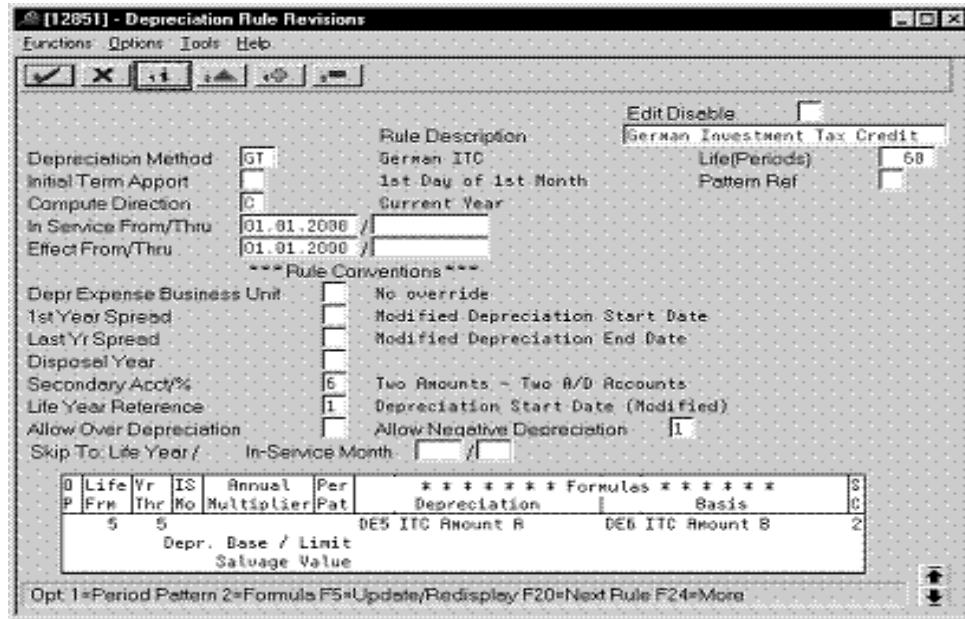 [12851] - Depreciation Rule Revisions
Functions Options Tools Help
Edit Disable
Rule Description German Investment Tax Credit
Depreciation Method GT German ITC Life(Periods) 60
Initial Term Apport 1st Day of 1st Month Pattern Ref
Compute Direction C Current Year
In Service From/Thru 01.01.2000 /
Effect From/Thru 01.01.2000 /
*** Rule Conventions ***
Depr Expense Business Unit No override
1st Year Spread Modified Depreciation Start Date
Last Yr Spread Modified Depreciation End Date
Disposal Year
Secondary Acct/% 6 Two Amounts - Two A/D Accounts
Life Year Reference 1 Depreciation Start Date (Modified)
Allow Over Depreciation Allow Negative Depreciation 1
Skip To: Life Year / In-Service Month /
O Life Yr IS Annual Per * * * * * * * Formulas * * * * * * S
P Frm Thr Mo Multiplier Pat Depreciation Basis C
5 5 DE5 ITC Amount A DE6 ITC Amount B 2
Depr. Base / Limit
Salvage Value
Opt: 1=Period Pattern 2=Formula F5=Update/Redisplay F20=Next Rule F24=More